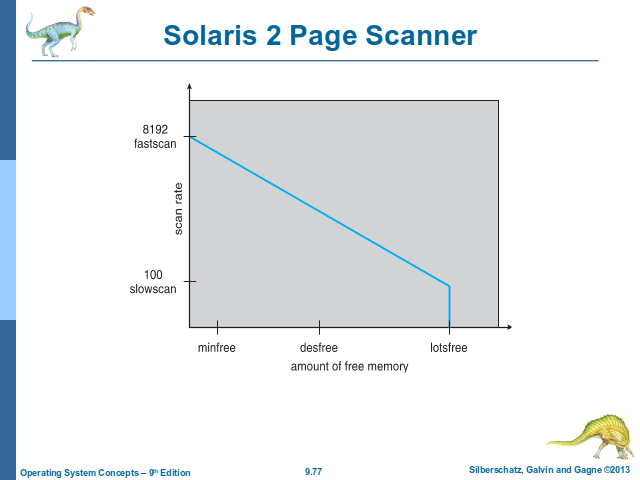 Solaris 2 Page Scanner
8192
fastscan
scan rate
100
slowscan
minfree desfree lotsfree
amount of free memory
Operating System Concepts – 9th Edition 9.77 Silberschatz, Galvin and Gagne ©2013